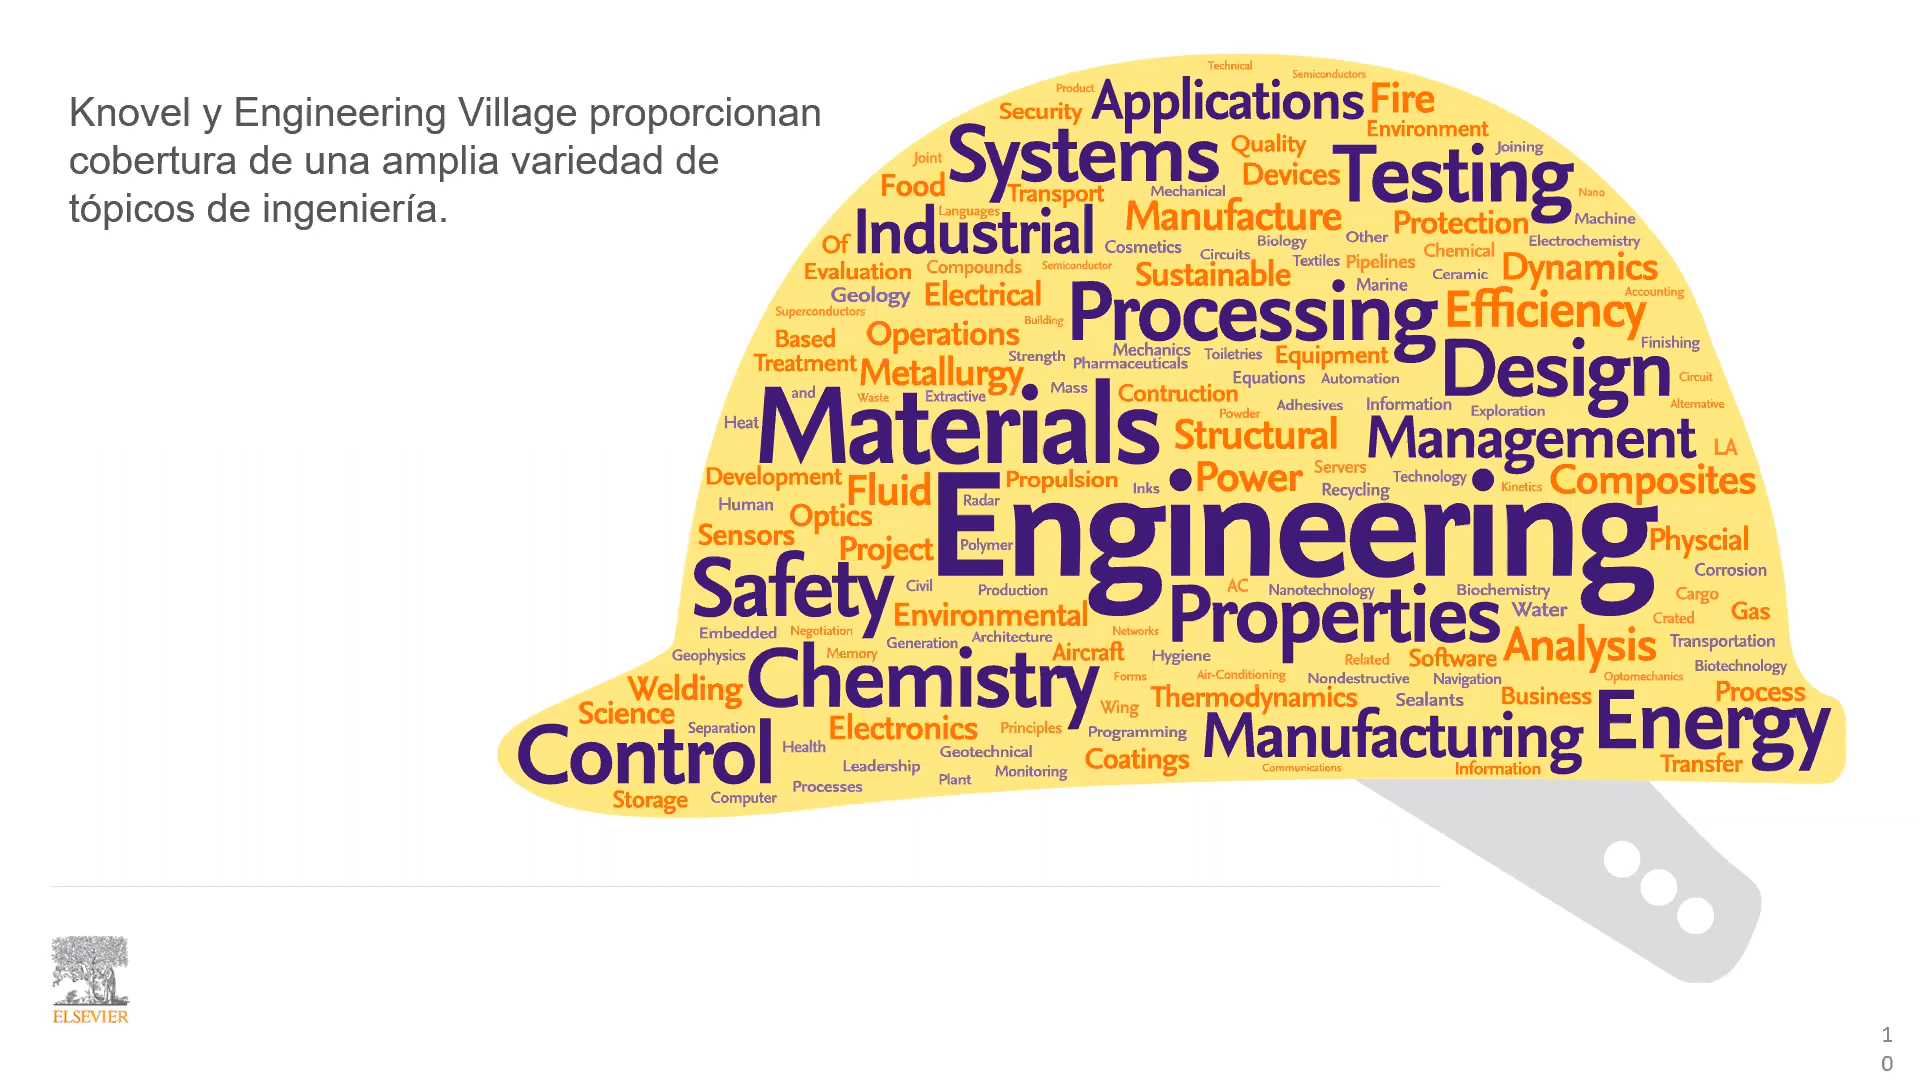 Knovel y Engineering Village proporcionan
cobertura de una amplia variedad de
tópicos de ingeniería.
Technical
Semiconductors
Product
Security Applications Fire
Environment
Joint Systems Quality Testing Joining
Food Transport Mechanical Devices Nano
Languages Manufacture Protection Machine
Of Industrial Cosmetics Circuits Biology Other Chemical Electrochemistry
Evaluation Compounds Semiconductor Sustainable Textiles Pipelines Ceramic Dynamics
Geology Electrical Processing Marine Efficiency Accounting
Superconductors
Based Operations Building Finishing
Treatment Metallurgy Strength Mechanics Pharmaceuticals Toiletries Equipment Design
Equations Automation Circuit
and Waste Extractive Mass Contruction Adhesives Information Exploration Alternative
Heat Materials Powder Structural Management LA
Development Fluid Propulsion Inks Power Servers Recycling Technology Kinetics Composites
Human Optics Radar Engineering
Sensors Project Polymer Physcial
Safety Civil Production AC Nanotechnology Biochemistry Corrosion
Environmental Properties Water Cargo Gas
Crated
Embedded Negotiation Generation Architecture Networks Analysis Transportation
Geophysics Memory Aircraft Hygiene Related Software Biotechnology
Welding Chemistry Forms Air-Conditioning Nondestructive Navigation Optomechanics
Science Wing Thermodynamics Sealants Business Process
Separation Electronics Principles Programming Manufacturing Energy
Control Health Geotechnical Coatings
Leadership Plant Monitoring Communications Information Transfer
Storage Computer Processes
ELSEVIER
1
0